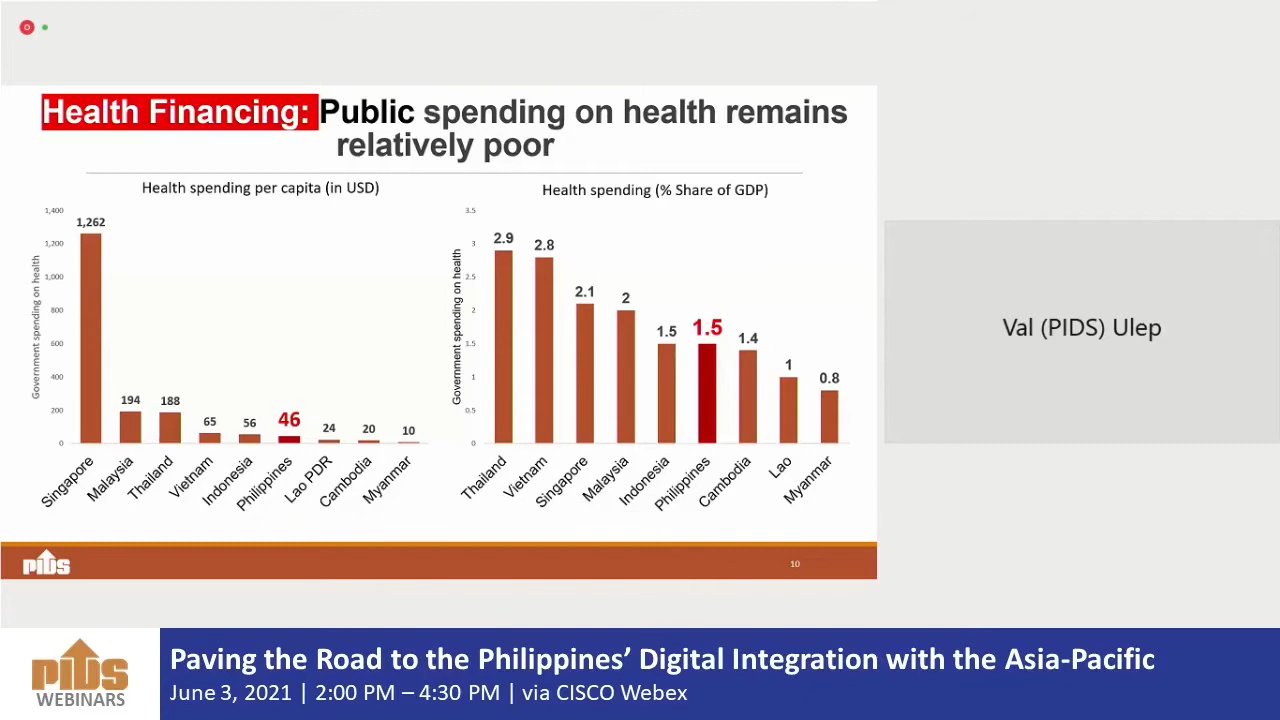 Health Financing: Public spending on health remains
relatively poor
Health spending per capita (in USD)
Government spending on health
1,400
1,200
1,000
800
600
400
200
0
1,262
194
188
65
56
46
24
20
10
Singapore
Malaysia
Thailand
Vietnam
Indonesia
Philippines
Lao PDR
Cambodia
Myanmar
Health spending (% Share of GDP)
Government spending on health
3.5
3
2.5
2
1.5
1
0.5
0
2.9
2.8
2.1
2
1.5
1.5
1.4
1
0.8
Thailand
Vietnam
Singapore
Malaysia
Indonesia
Philippines
Cambodia
Lao
Myanmar
PIDS
10
Val (PIDS) Ulep
PIDS
WEBINARS
Paving the Road to the Philippines’ Digital Integration with the Asia-Pacific
June 3, 2021 | 2:00 PM – 4:30 PM | via CISCO Webex